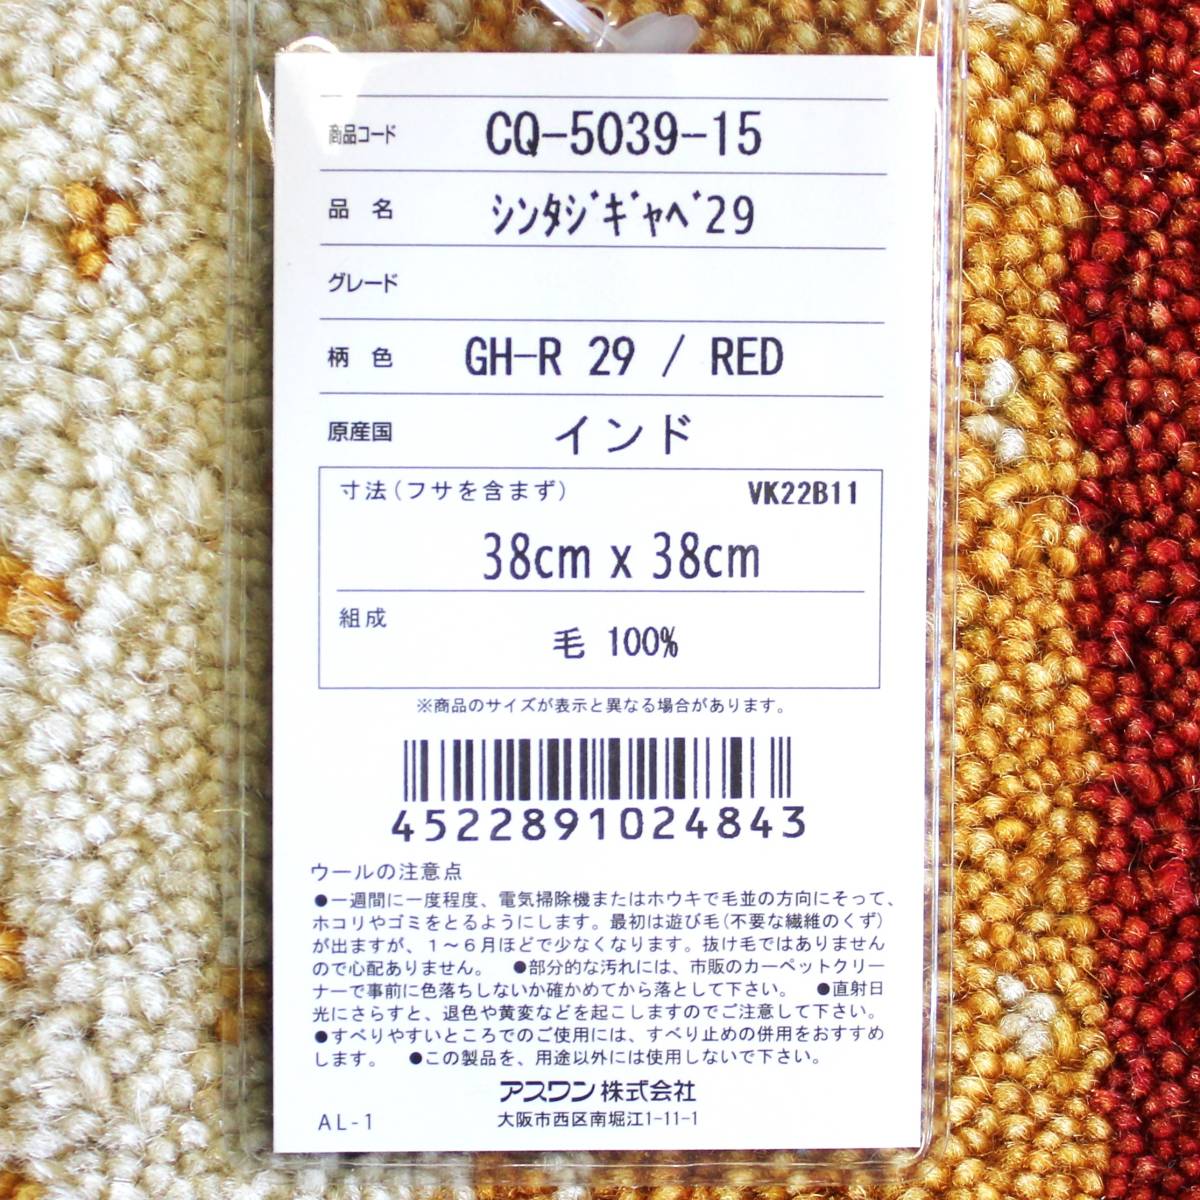 商品コード CQ-5039-15
品 名 ｼﾝﾀｼﾞｷﾞｬﾍﾞ29
グレード
柄 色 GH-R 29 / RED
原産国 インド
寸法(フサを含まず) VK22B11
38cm x 38cm
組成
毛 100%
※商品のサイズが表示と異なる場合があります。
4522891024843
ウールの注意点
●一週間に一度程度、電気掃除機またはホウキで毛並の方向にそって、
ホコリやゴミをとるようにします。最初は遊び毛(不要な繊維のくず)
が出ますが、1～6月ほどで少なくなります。抜け毛ではありません
ので心配ありません。 ●部分的な汚れには、市販のカーペットクリー
ナーで事前に色落ちしないか確かめてから落として下さい。 ●直射日
光にさらすと、退色や黄変などを起こしますのでご注意して下さい。
●すべりやすいところでのご使用には、すべり止めの併用をおすすめ
します。 ●この製品を、用途以外には使用しないで下さい。
アスワン株式会社
AL-1 大阪市西区南堀江1-11-1